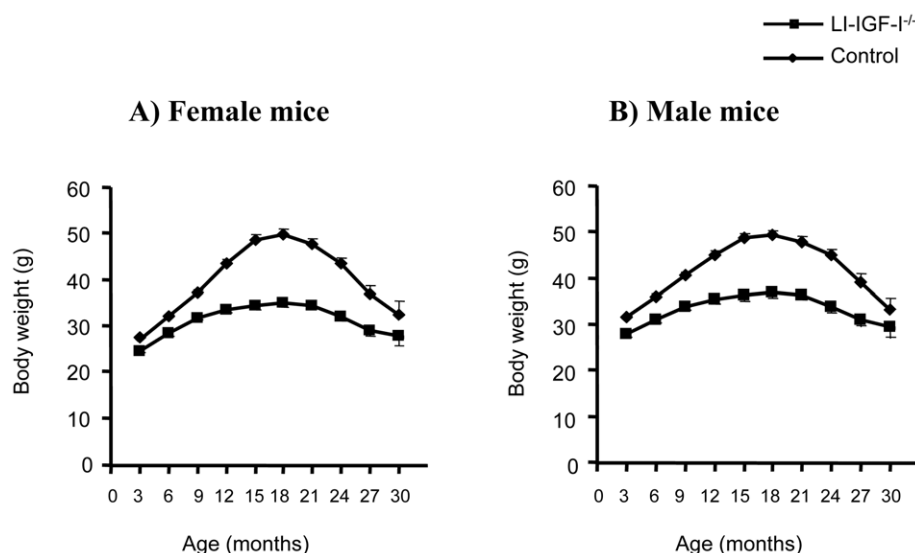 LI-IGF-I-/-
Control
A) Female mice
B) Male mice
60
50
40
30
20
10
0
Body weight (g)
0 3 6 9 12 15 18 21 24 27 30
Age (months)
60
50
40
30
20
10
0
Body weight (g)
0 3 6 9 12 15 18 21 24 27 30
Age (months)